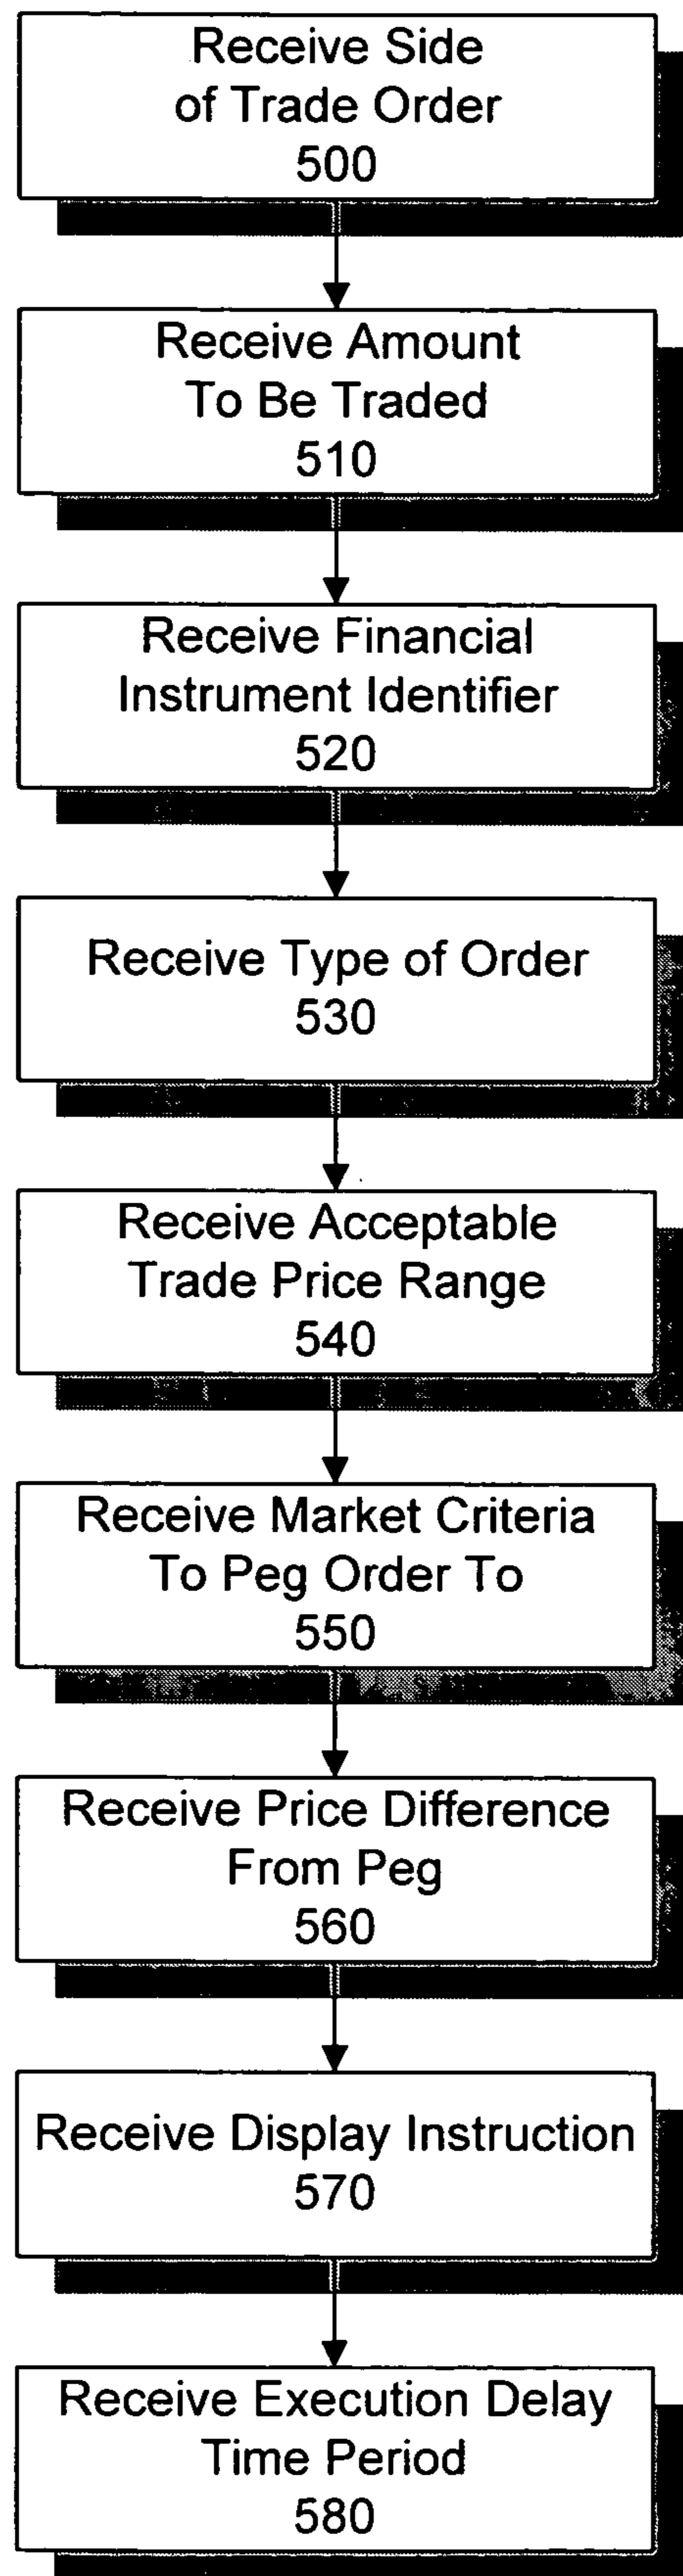 Receive Side
of Trade Order
500
Receive Amount
To Be Traded
510
Receive Financial
Instrument Identifier
520
Receive Type of Order
530
Receive Acceptable
Trade Price Range
540
Receive Market Criteria
To Peg Order To
550
Receive Price Difference
From Peg
560
Receive Display Instruction
570
Receive Execution Delay
Time Period
580